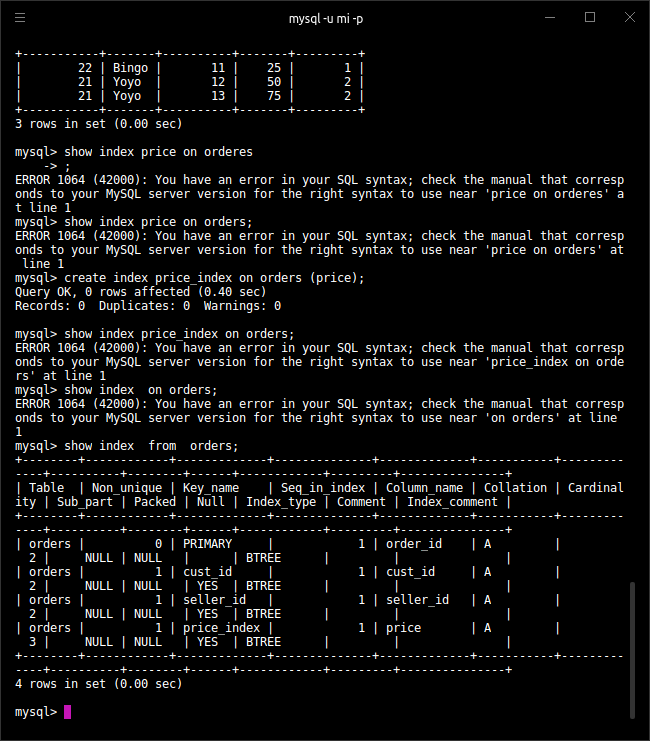 mysql -u mi -p
+-----------+-------+----------+-------+---------+
|        22 | Bingo |       11 |    25 |       1 |
|        21 | Yoyo  |       12 |    50 |       2 |
|        21 | Yoyo  |       13 |    75 |       2 |
+-----------+-------+----------+-------+---------+
3 rows in set (0.00 sec)
mysql> show index price on orderes
    -> ;
ERROR 1064 (42000): You have an error in your SQL syntax; check the manual that corresp
onds to your MySQL server version for the right syntax to use near 'price on orderes' a
t line 1
mysql> show index price on orders;
ERROR 1064 (42000): You have an error in your SQL syntax; check the manual that corresp
onds to your MySQL server version for the right syntax to use near 'price on orders' at
 line 1
mysql> create index price_index on orders (price);
Query OK, 0 rows affected (0.40 sec)
Records: 0  Duplicates: 0  Warnings: 0
mysql> show index price_index on orders;
ERROR 1064 (42000): You have an error in your SQL syntax; check the manual that corresp
onds to your MySQL server version for the right syntax to use near 'price_index on orde
rs' at line 1
mysql> show index  on orders;
ERROR 1064 (42000): You have an error in your SQL syntax; check the manual that corresp
onds to your MySQL server version for the right syntax to use near 'on orders' at line
1
mysql> show index  from  orders;
+--------+------------+-------------+--------------+-------------+-----------+---------
----+----------+--------+------+------------+---------+---------------+
| Table  | Non_unique | Key_name    | Seq_in_index | Column_name | Collation | Cardinal
ity | Sub_part | Packed | Null | Index_type | Comment | Index_comment |
+--------+------------+-------------+--------------+-------------+-----------+---------
----+----------+--------+------+------------+---------+---------------+
| orders |          0 | PRIMARY     |            1 | order_id    | A         |
  2 |     NULL | NULL   |      | BTREE      |         |               |
| orders |          1 | cust_id     |            1 | cust_id     | A         |
  2 |     NULL | NULL   | YES  | BTREE      |         |               |
| orders |          1 | seller_id   |            1 | seller_id   | A         |
  2 |     NULL | NULL   | YES  | BTREE      |         |               |
| orders |          1 | price_index |            1 | price       | A         |
  3 |     NULL | NULL   | YES  | BTREE      |         |               |
+--------+------------+-------------+--------------+-------------+-----------+---------
----+----------+--------+------+------------+---------+---------------+
4 rows in set (0.00 sec)
mysql>